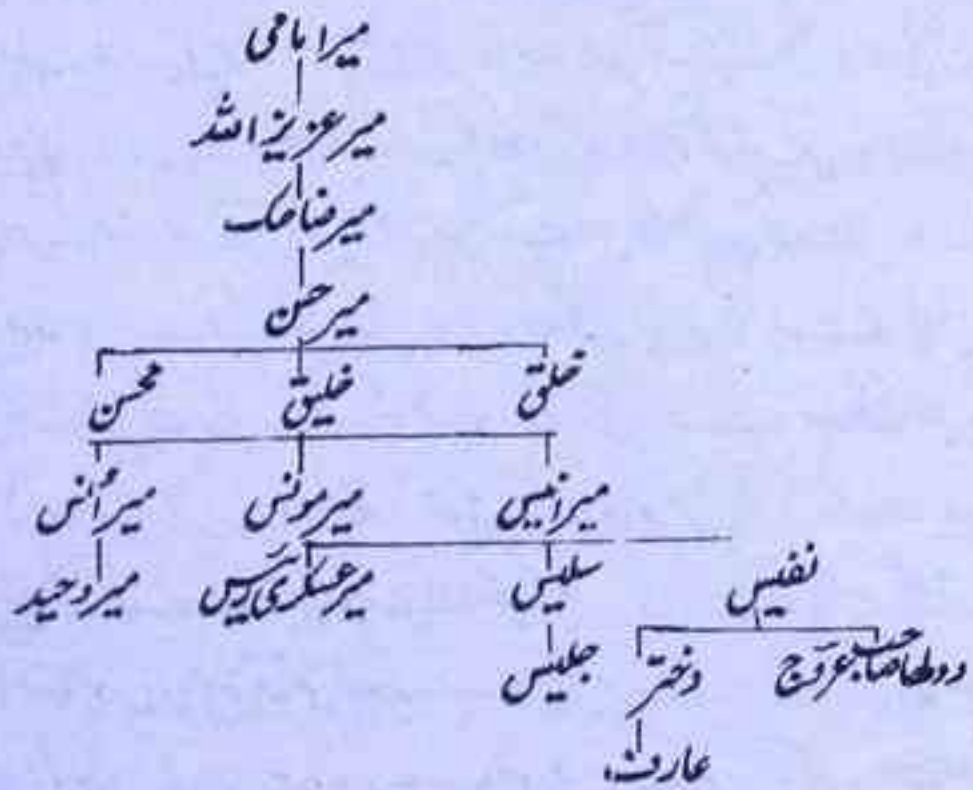 میر امامی
میر عزیز اللہ
میر ضاحک
میر حسن
خلق خلیق محسن
میر انیس میر مونس میر اُنس
نفیس سلیس میر عسکری رئیس میر وحید
دولھا صاحب عروج دختر جلیس
عارف